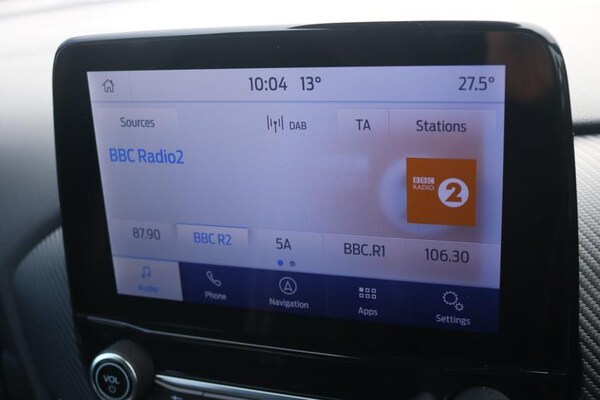 10:04 13° 27.5°
Sources DAB TA Stations
BBC Radio2
BBC RADIO 2
87.90 BBC R2 5A BBC.R1 106.30
Audio Phone Navigation Apps Settings
VOL